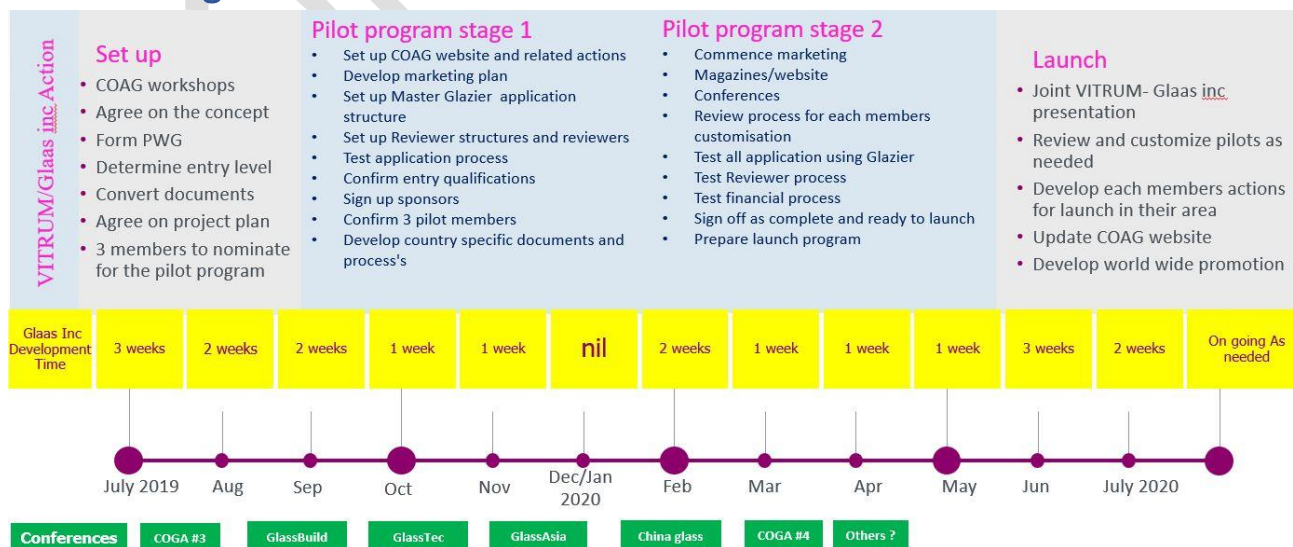 VITRUM/Glaas inc Action
Set up
• COAG workshops
• Agree on the concept
• Form PWG
• Determine entry level
• Convert documents
• Agree on project plan
• 3 members to nominate
for the pilot program
Pilot program stage 1
• Set up COAG website and related actions
• Develop marketing plan
• Set up Master Glazier application
structure
• Set up Reviewer structures and reviewers
• Test application process
• Confirm entry qualifications
• Sign up sponsors
• Confirm 3 pilot members
• Develop country specific documents and
process's
Pilot program stage 2
• Commence marketing
• Magazines/website
• Conferences
• Review process for each members
customisation
• Test all application using Glazier
• Test Reviewer process
• Test financial process
• Sign off as complete and ready to launch
• Prepare launch program
Launch
• Joint VITRUM- Glaas inc
presentation
• Review and customize pilots as
needed
• Develop each members actions
for launch in their area
• Update COAG website
• Develop world wide promotion
Glaas Inc
Development
Time
3 weeks
2 weeks
2 weeks
1 week
1 week
nil
2 weeks
1 week
1 week
1 week
3 weeks
2 weeks
On going As
needed
July 2019
Aug
Sep
Oct
Nov
Dec/Jan
2020
Feb
Mar
Apr
May
Jun
July 2020
Conferences
COGA #3
GlassBuild
GlassTec
GlassAsia
China glass
COGA #4
Others ?